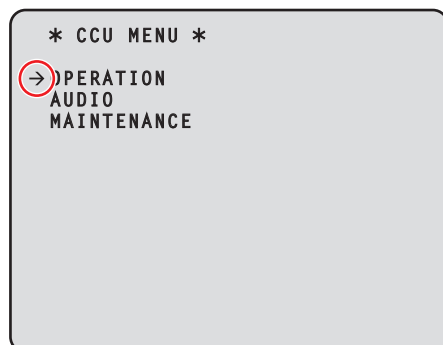 * CCU MENU *
→OPERATION
AUDIO
MAINTENANCE